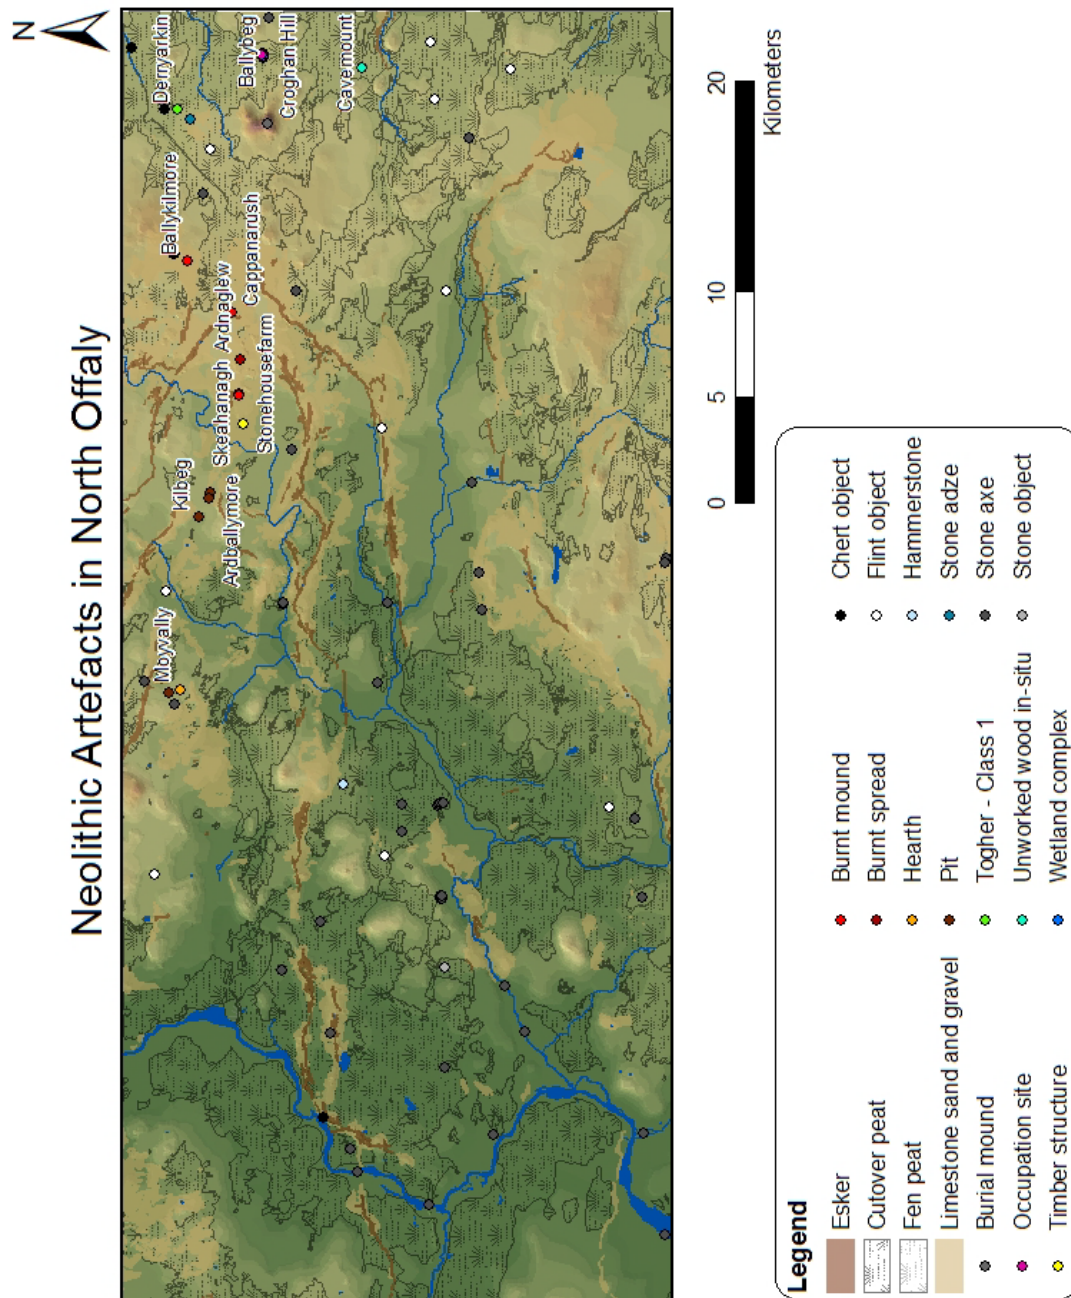 Neolithic Artefacts in North Offaly
N
Moyvally
Kilbeg
Ardballymore
Skeahanagh
Ardnaglew
Stonehousefarm
Cappanarush
Ballykilmore
Derryarkin
Ballybeg
Croghan Hill
Cavemount
0 5 10 20
Kilometers
Legend
Esker
Cutover peat
Fen peat
Limestone sand and gravel
Burial mound
Occupation site
Timber structure
Burnt mound
Burnt spread
Hearth
Pit
Togher - Class 1
Unworked wood in-situ
Wetland complex
Chert object
Flint object
Hammerstone
Stone adze
Stone axe
Stone object